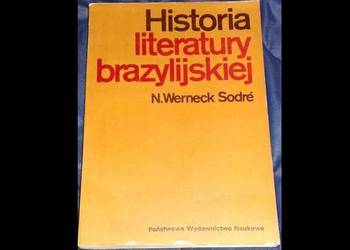 Historia
literatury
brazylijskiej
N. Werneck Sodré
Państwowe Wydawnictwo Naukowe